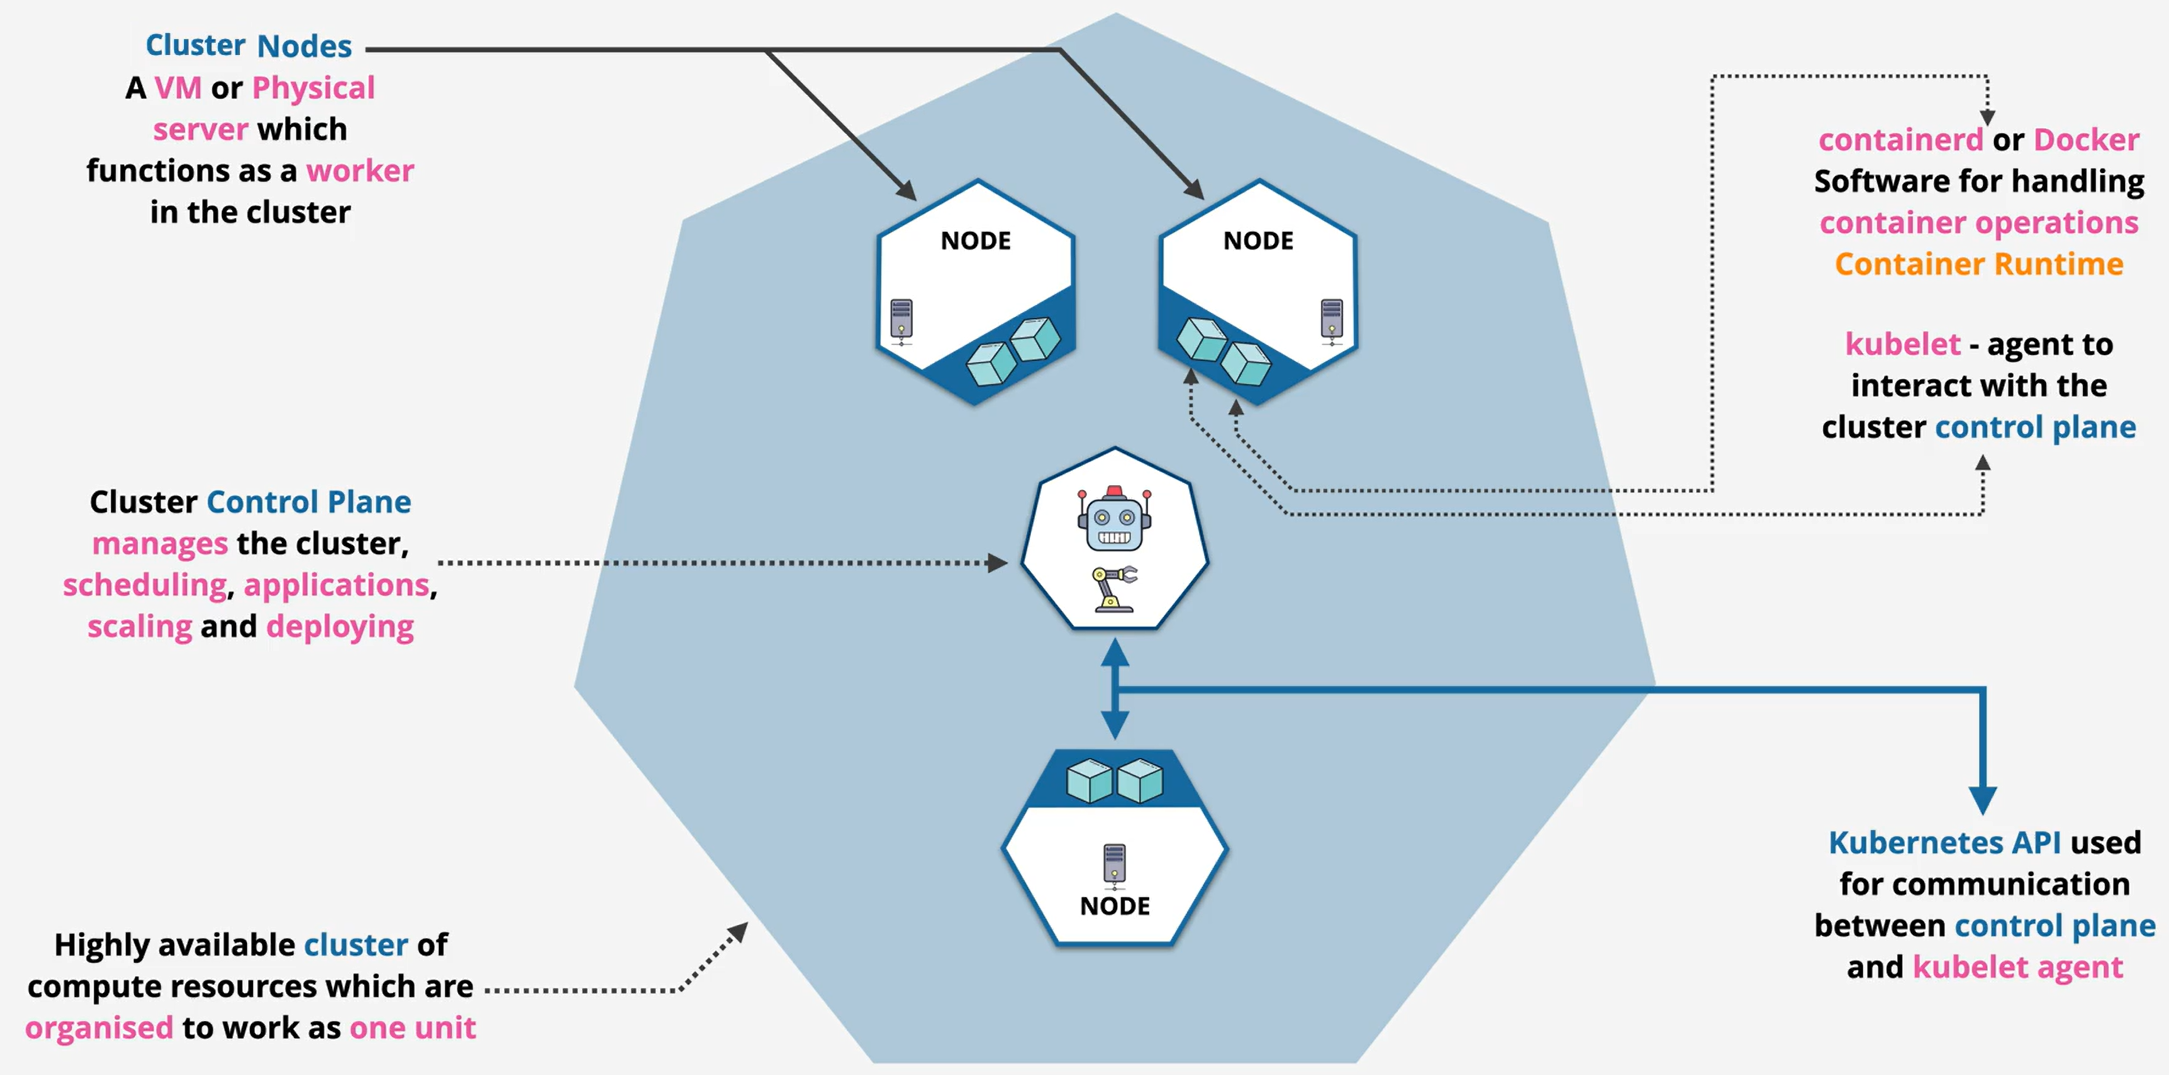 Cluster Nodes
A VM or Physical
server which
functions as a worker
in the cluster
NODE
NODE
containerd or Docker
Software for handling
container operations
Container Runtime
kubelet - agent to
interact with the
cluster control plane
Cluster Control Plane
manages the cluster,
scheduling, applications,
scaling and deploying
NODE
Highly available cluster of
compute resources which are
organised to work as one unit
Kubernetes API used
for communication
between control plane
and kubelet agent